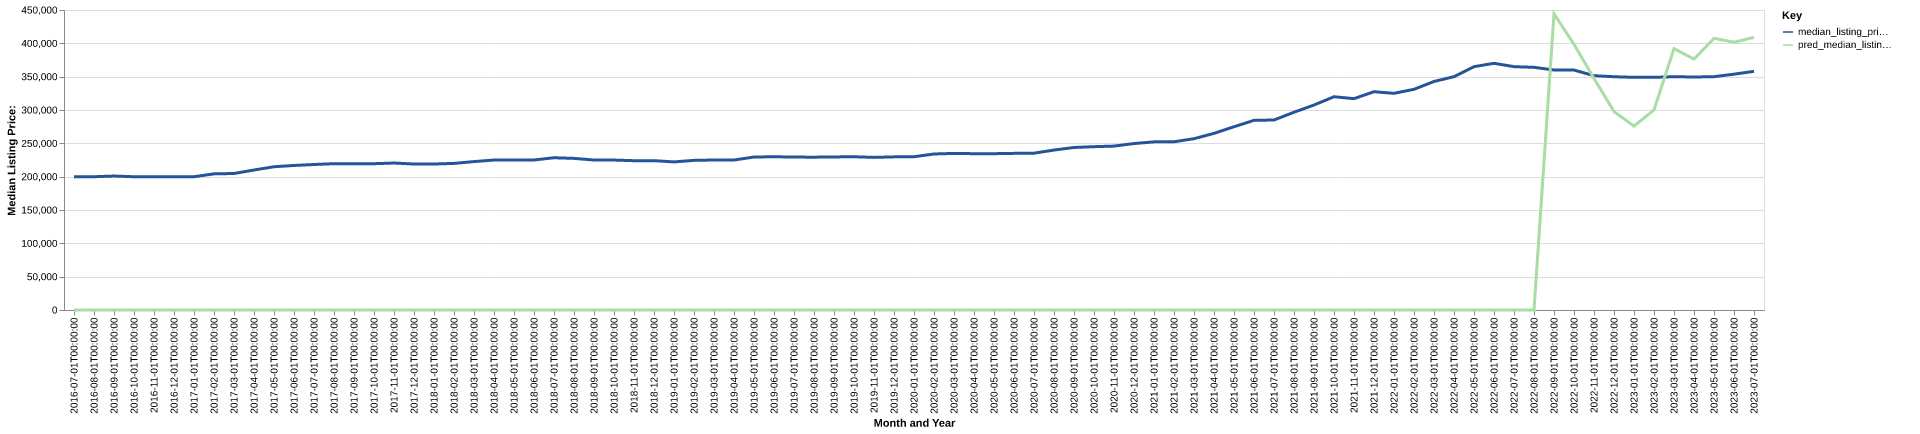 450,000
400,000
350,000
300,000
250,000
200,000
150,000
100,000
50,000
0
Median Listing Price:
2016-07-01T00:00:00
2016-08-01T00:00:00
2016-09-01T00:00:00
2016-10-01T00:00:00
2016-11-01T00:00:00
2016-12-01T00:00:00
2017-01-01T00:00:00
2017-02-01T00:00:00
2017-03-01T00:00:00
2017-04-01T00:00:00
2017-05-01T00:00:00
2017-06-01T00:00:00
2017-07-01T00:00:00
2017-08-01T00:00:00
2017-09-01T00:00:00
2017-10-01T00:00:00
2017-11-01T00:00:00
2017-12-01T00:00:00
2018-01-01T00:00:00
2018-02-01T00:00:00
2018-03-01T00:00:00
2018-04-01T00:00:00
2018-05-01T00:00:00
2018-06-01T00:00:00
2018-07-01T00:00:00
2018-08-01T00:00:00
2018-09-01T00:00:00
2018-10-01T00:00:00
2018-11-01T00:00:00
2018-12-01T00:00:00
2019-01-01T00:00:00
2019-02-01T00:00:00
2019-03-01T00:00:00
2019-04-01T00:00:00
2019-05-01T00:00:00
2019-06-01T00:00:00
2019-07-01T00:00:00
2019-08-01T00:00:00
2019-09-01T00:00:00
2019-10-01T00:00:00
2019-11-01T00:00:00
2019-12-01T00:00:00
2020-01-01T00:00:00
2020-02-01T00:00:00
2020-03-01T00:00:00
2020-04-01T00:00:00
2020-05-01T00:00:00
2020-06-01T00:00:00
2020-07-01T00:00:00
2020-08-01T00:00:00
2020-09-01T00:00:00
2020-10-01T00:00:00
2020-11-01T00:00:00
2020-12-01T00:00:00
2021-01-01T00:00:00
2021-02-01T00:00:00
2021-03-01T00:00:00
2021-04-01T00:00:00
2021-05-01T00:00:00
2021-06-01T00:00:00
2021-07-01T00:00:00
2021-08-01T00:00:00
2021-09-01T00:00:00
2021-10-01T00:00:00
2021-11-01T00:00:00
2021-12-01T00:00:00
2022-01-01T00:00:00
2022-02-01T00:00:00
2022-03-01T00:00:00
2022-04-01T00:00:00
2022-05-01T00:00:00
2022-06-01T00:00:00
2022-07-01T00:00:00
2022-08-01T00:00:00
2022-09-01T00:00:00
2022-10-01T00:00:00
2022-11-01T00:00:00
2022-12-01T00:00:00
2023-01-01T00:00:00
2023-02-01T00:00:00
2023-03-01T00:00:00
2023-04-01T00:00:00
2023-05-01T00:00:00
2023-06-01T00:00:00
2023-07-01T00:00:00
Month and Year
Key
median_listing_pri…
pred_median_listin…